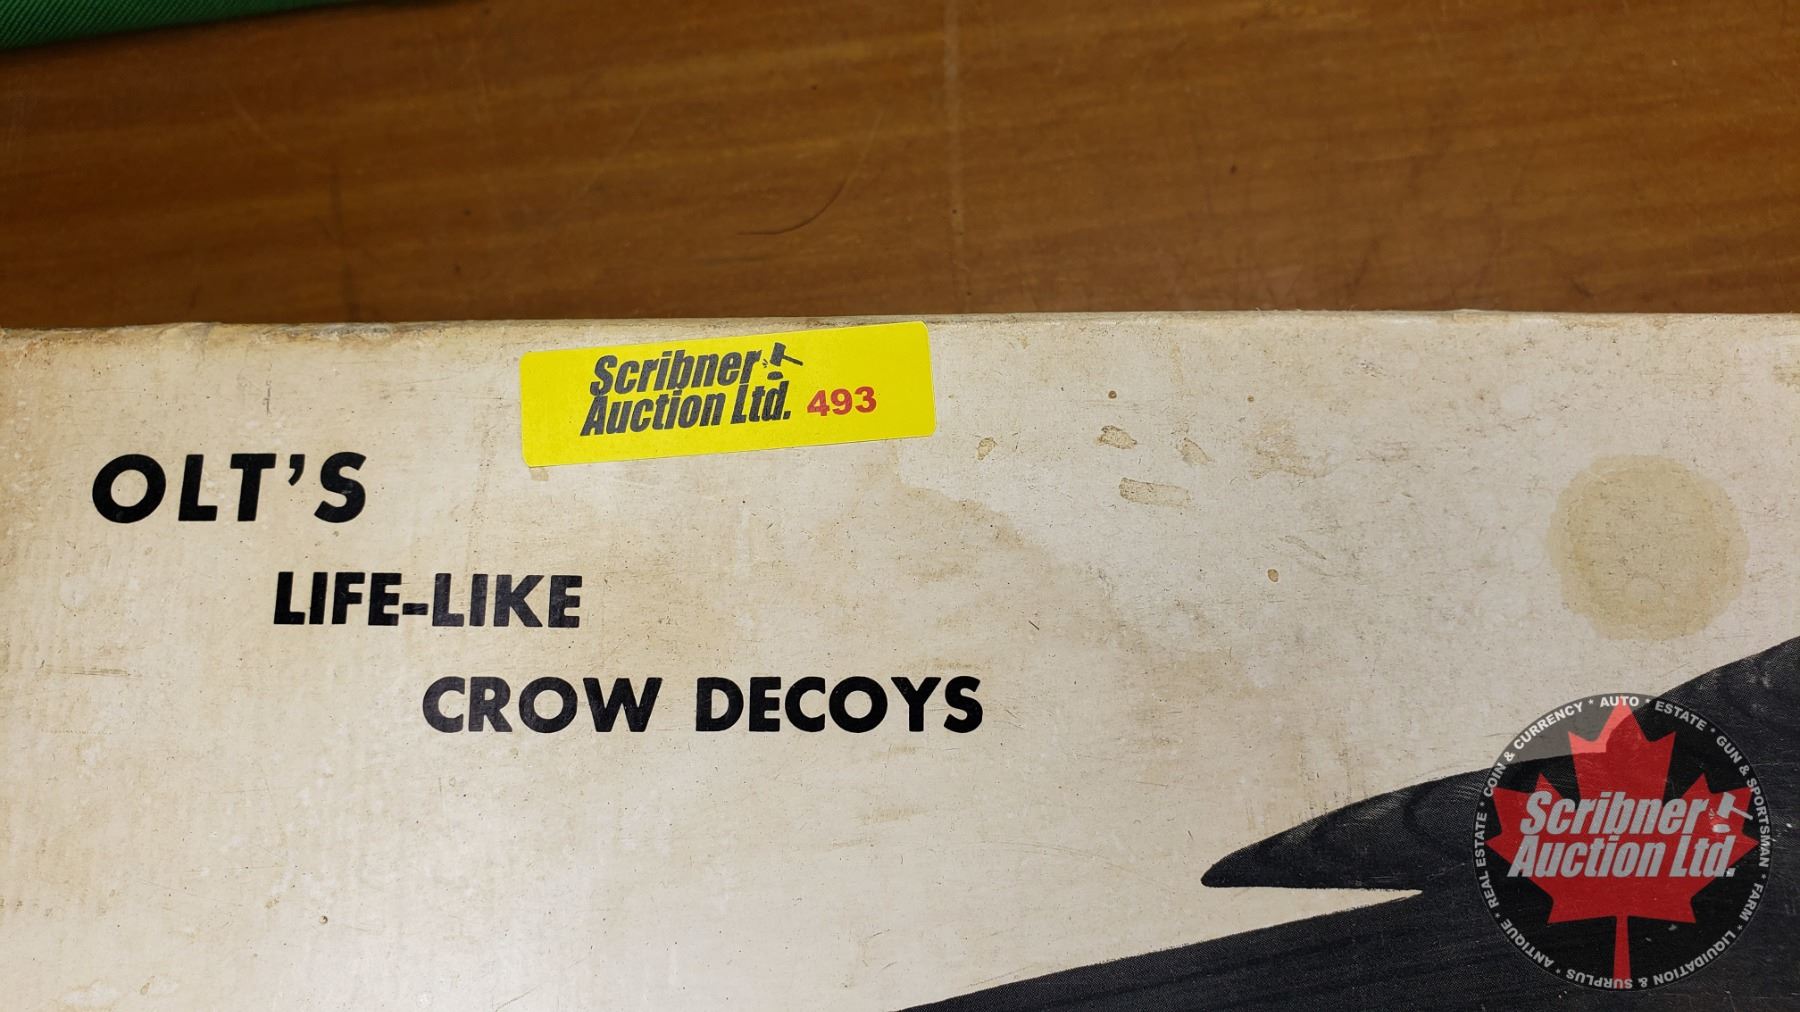 Scribner
Auction Ltd. 493
OLT'S
LIFE-LIKE
CROW DECOYS
COIN & CURRENCY * AUTO * ESTATE * GUN & SPORTSMAN * FARM * LIQUIDATION & SURPLUS * ANTIQUE * REAL ESTATE *
Scribner
Auction Ltd.